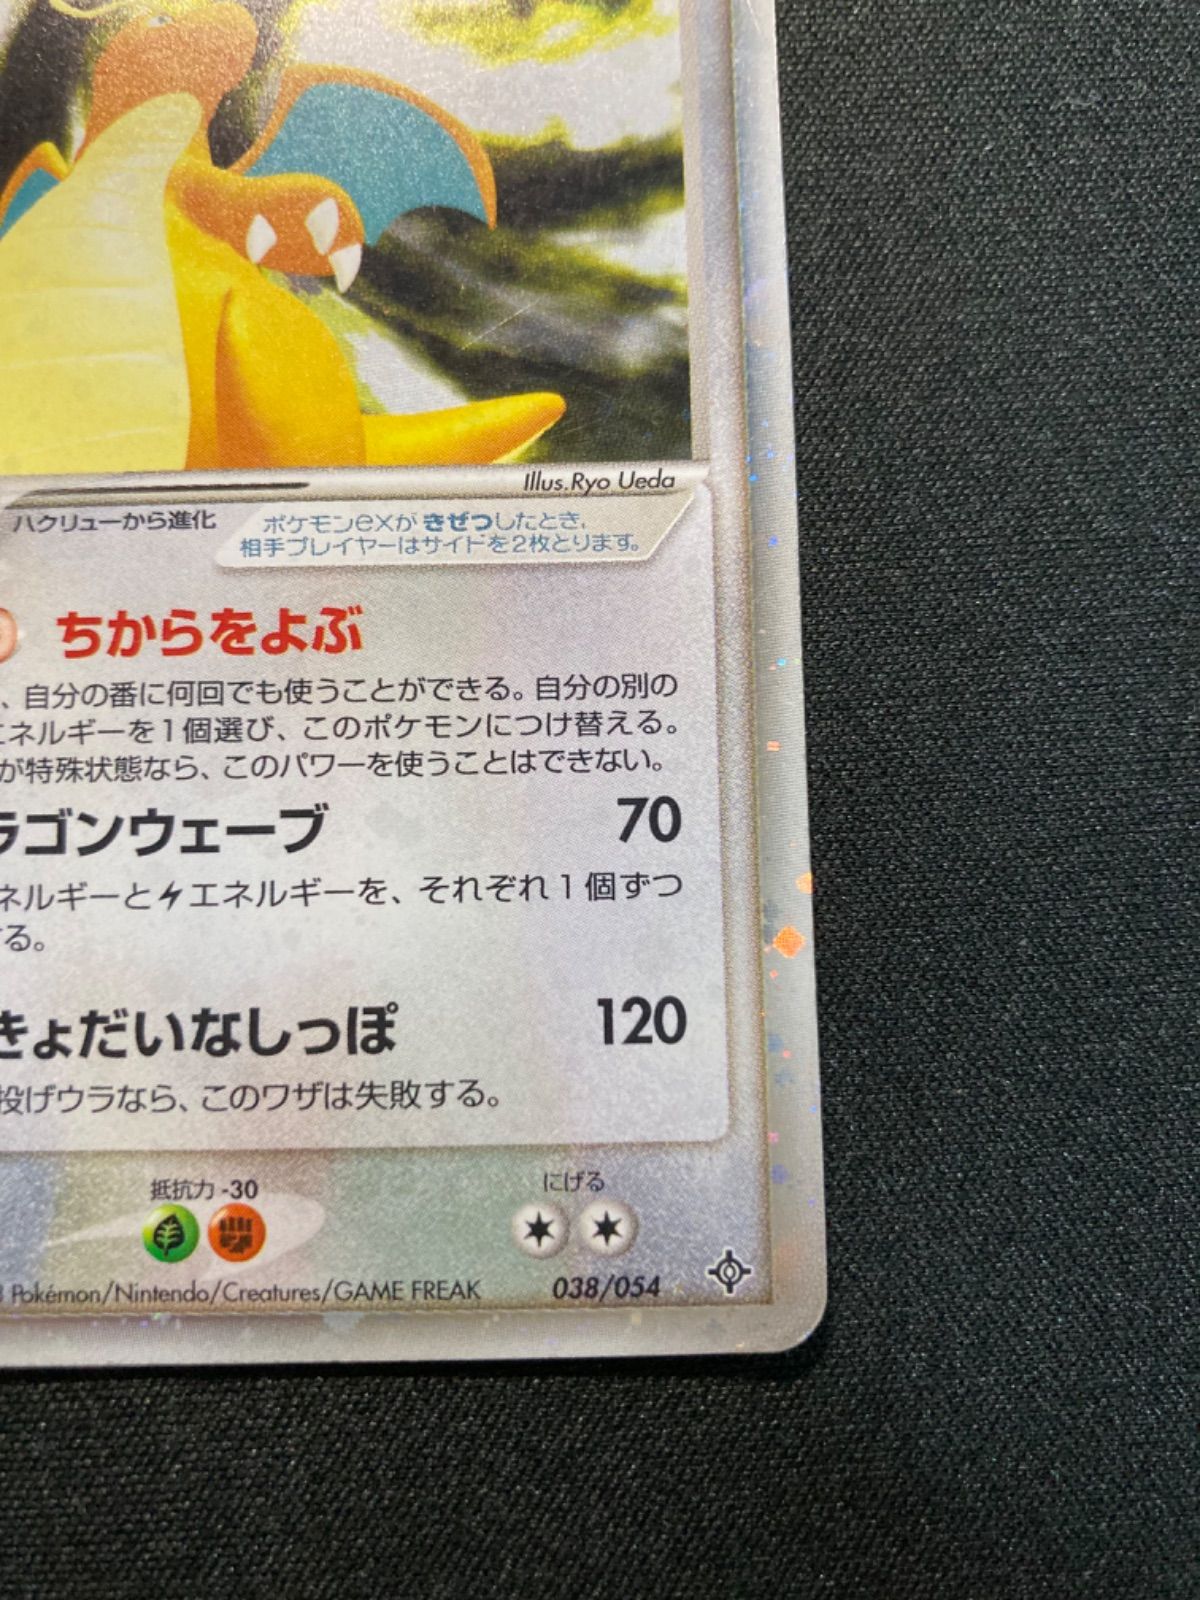 Illus.Ryo Ueda
ハクリューから進化
ポケモンexが きぜつしたとき、
相手プレイヤーはサイドを2枚とります。
ちからをよぶ
、自分の番に何回でも使うことができる。自分の別の
エネルギーを1個選び、このポケモンにつけ替える。
が特殊状態なら、このパワーを使うことはできない。
ラゴンウェーブ 70
ネルギーとエネルギーを、それぞれ1個ずつ
る。
きょだいなしっぽ 120
投げウラなら、このワザは失敗する。
抵抗力 -30
にげる
Pokémon/Nintendo/Creatures/GAME FREAK 038/054